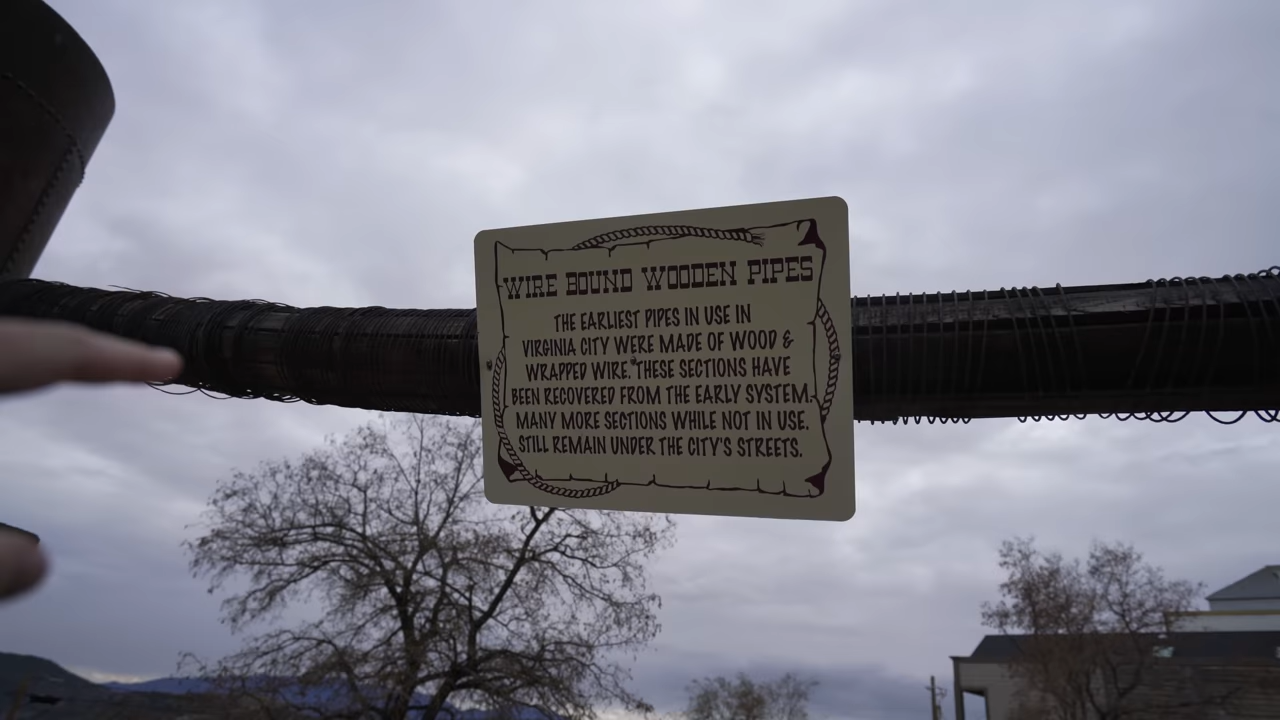 WIRE BOUND WOODEN PIPES
THE EARLIEST PIPES IN USE IN
VIRGINIA CITY WERE MADE OF WOOD &
WRAPPED WIRE. THESE SECTIONS HAVE
BEEN RECOVERED FROM THE EARLY SYSTEM.
MANY MORE SECTIONS WHILE NOT IN USE.
STILL REMAIN UNDER THE CITY'S STREETS.